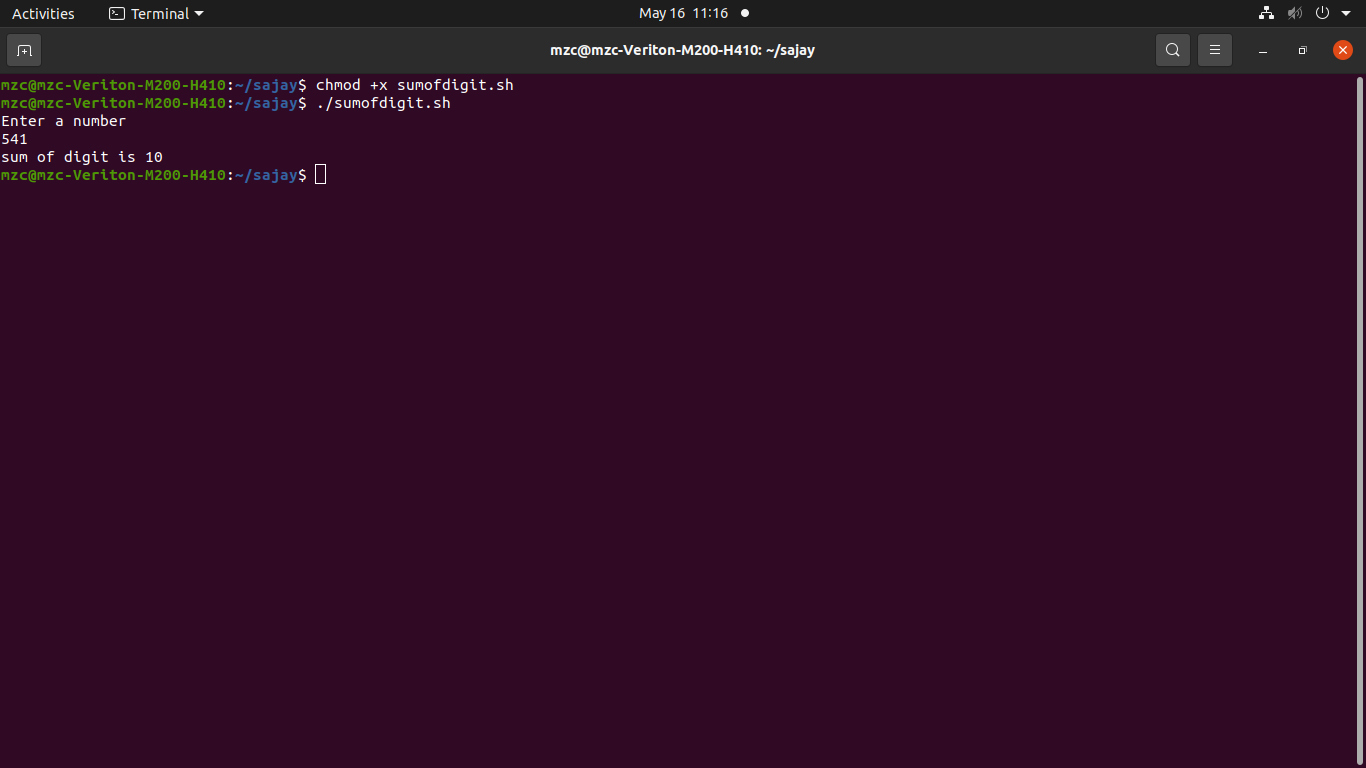 Activities Terminal May 16 11:16
mzc@mzc-Veriton-M200-H410: ~/sajay
mzc@mzc-Veriton-M200-H410:~/sajay$ chmod +x sumofdigit.sh
mzc@mzc-Veriton-M200-H410:~/sajay$ ./sumofdigit.sh
Enter a number
541
sum of digit is 10
mzc@mzc-Veriton-M200-H410:~/sajay$